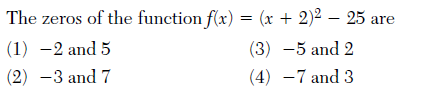 The zeros of the function f(x) = (x + 2)² – 25 are
(1) –2 and 5 (3) –5 and 2
(2) –3 and 7 (4) –7 and 3